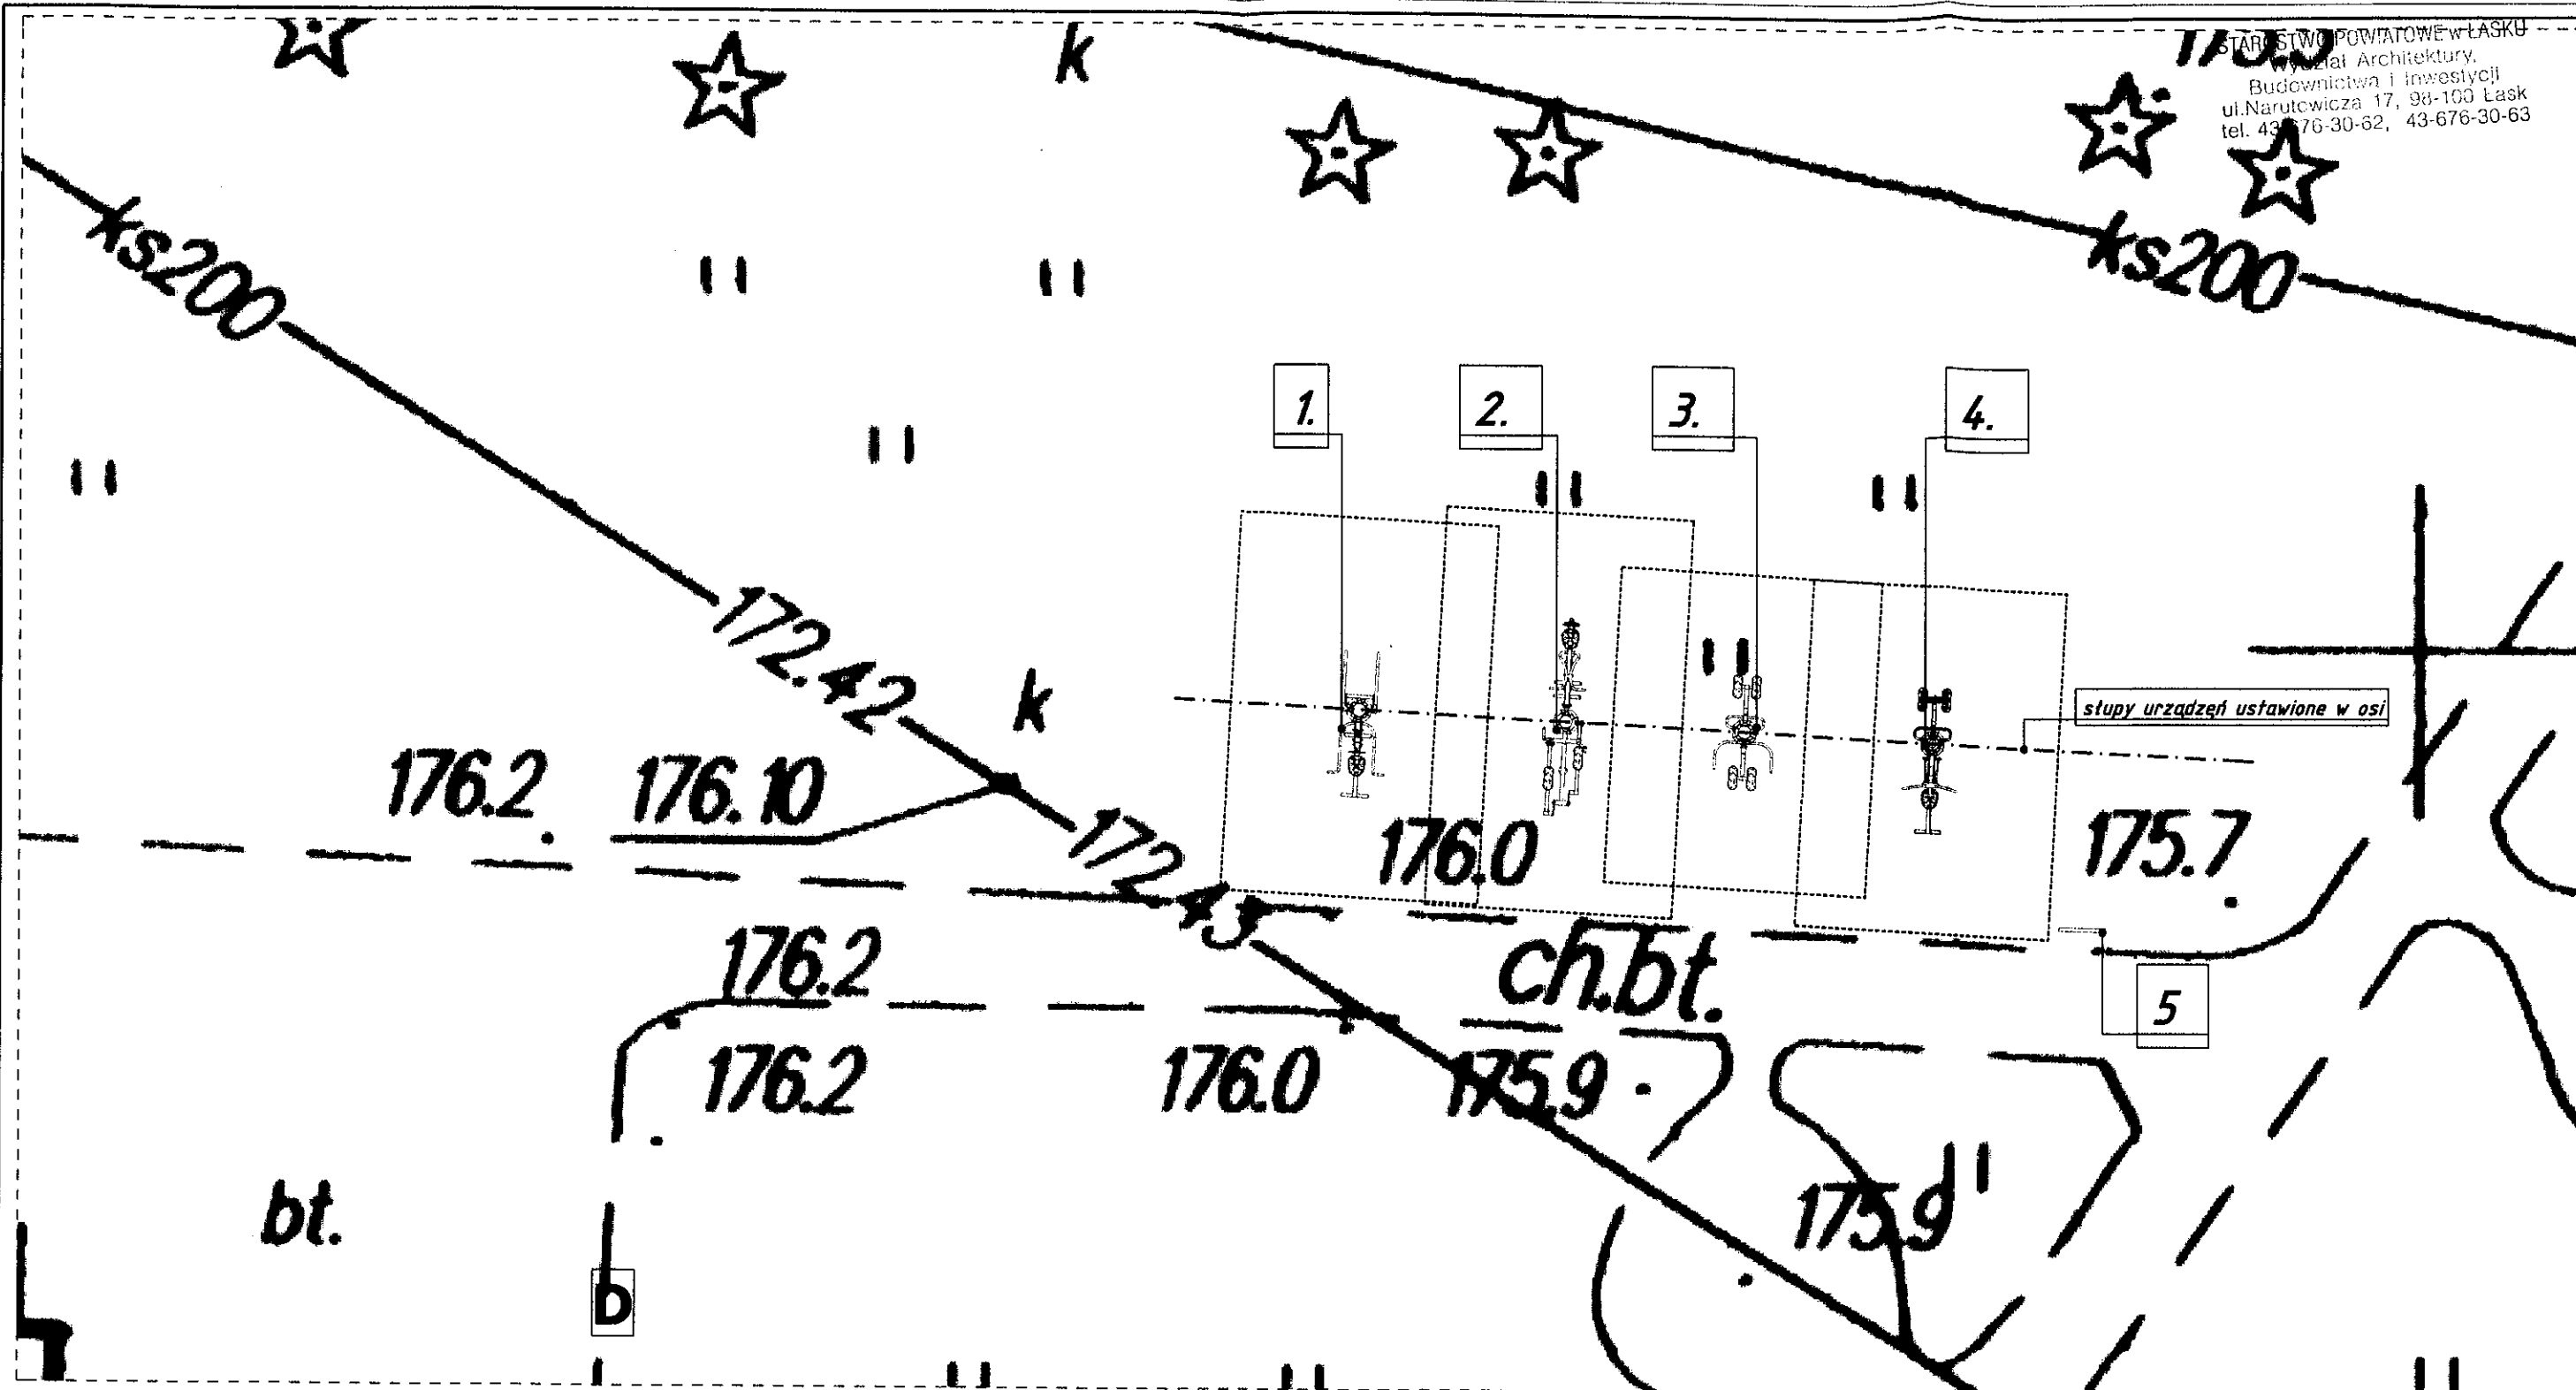 k
175.9
STAROSTWO POWIATOWE w ŁASKU
Wydział Architektury,
Budownictwa i Inwestycji
ul.Narutowicza 17, 98-100 Łask
tel. 43-676-30-62, 43-676-30-63
ks200
ks200
1.
2.
3.
4.
172.42
k
słupy urządzeń ustawione w osi
176.2
176.10
172.43
176.0
175.7
176.2
ch.bt.
5
176.2
176.0
175.9
175.9
bt.
D